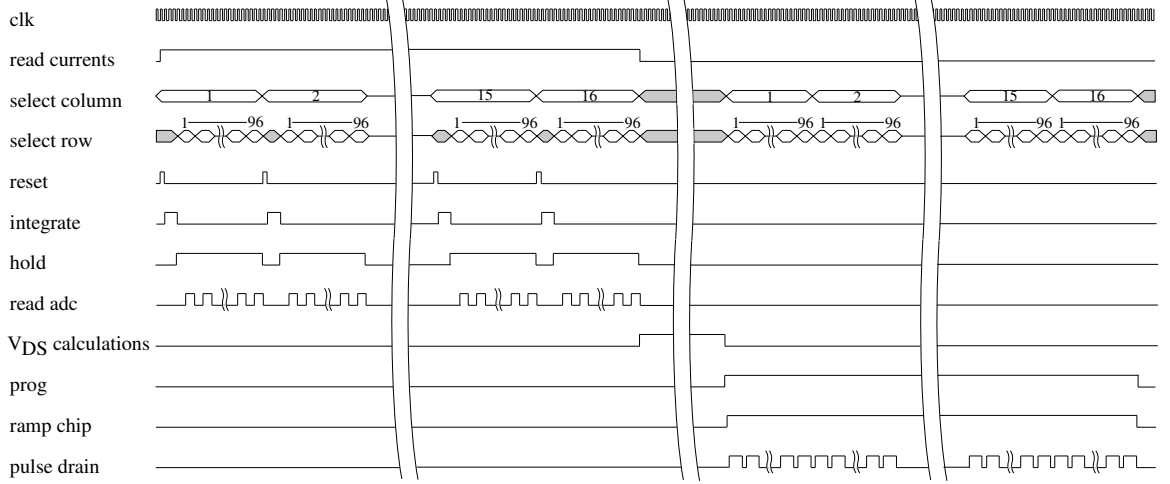 clk
read currents
select column 1 2 15 16 1 2 15 16
select row 1 96 1 96 1 96 1 96 1 96 1 96 1 96 1 96
reset
integrate
hold
read adc
VDS calculations
prog
ramp chip
pulse drain